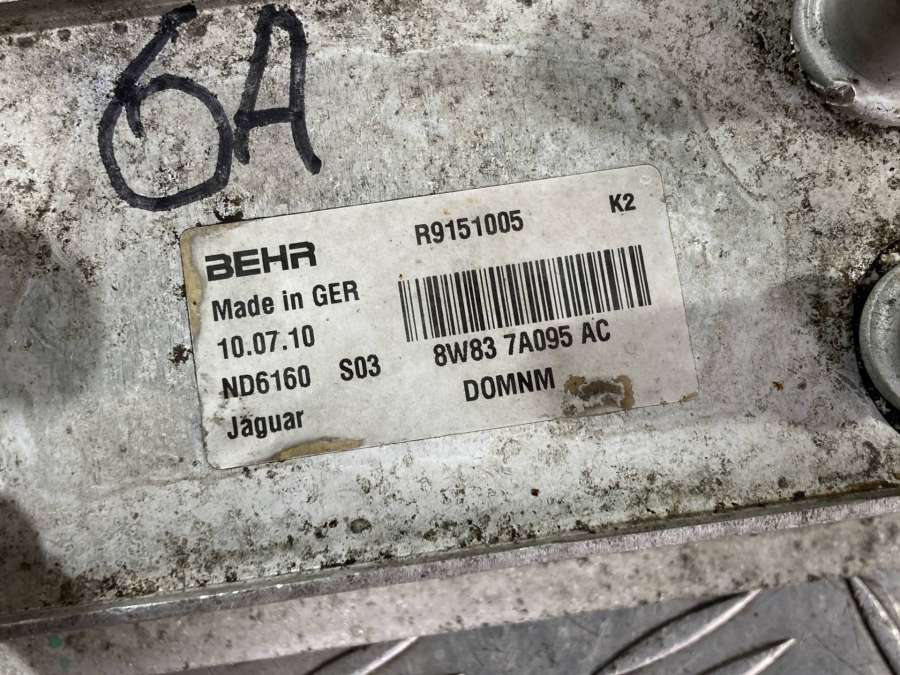 6A
BEHR
R9151005
K2
Made in GER
10.07.10
ND6160 S03
8W83 7A095 AC
Jaguar
DOMNM